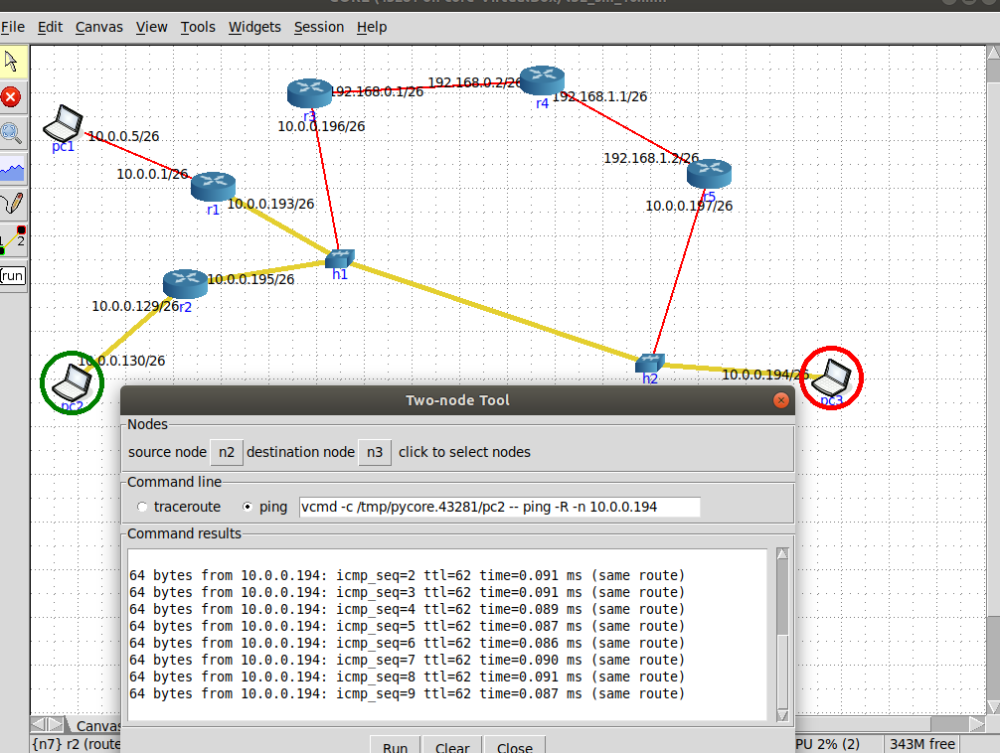 File Edit Canvas View Tools Widgets Session Help
192.168.0.2/26
192.168.0.1/26
r4
192.168.1.1/26
r3
10.0.0.196/26
10.0.0.5/26
pc1
192.168.1.2/26
10.0.0.1/26
r5
r1
10.0.0.193/26
10.0.0.197/26
2
run
h1
10.0.0.195/26
10.0.0.129/26
r2
10.0.0.130/26
10.0.0.194/26
h2
pc2
pc3
Two-node Tool
Nodes
source node n2 destination node n3 click to select nodes
Command line
traceroute ping vcmd -c /tmp/pycore.43281/pc2 -- ping -R -n 10.0.0.194
Command results
64 bytes from 10.0.0.194: icmp_seq=2 ttl=62 time=0.091 ms (same route)
64 bytes from 10.0.0.194: icmp_seq=3 ttl=62 time=0.091 ms (same route)
64 bytes from 10.0.0.194: icmp_seq=4 ttl=62 time=0.089 ms (same route)
64 bytes from 10.0.0.194: icmp_seq=5 ttl=62 time=0.087 ms (same route)
64 bytes from 10.0.0.194: icmp_seq=6 ttl=62 time=0.086 ms (same route)
64 bytes from 10.0.0.194: icmp_seq=7 ttl=62 time=0.090 ms (same route)
64 bytes from 10.0.0.194: icmp_seq=8 ttl=62 time=0.091 ms (same route)
64 bytes from 10.0.0.194: icmp_seq=9 ttl=62 time=0.087 ms (same route)
Canvas
{n7} r2 (route
PU 2% (2) 343M free
Run Clear Close